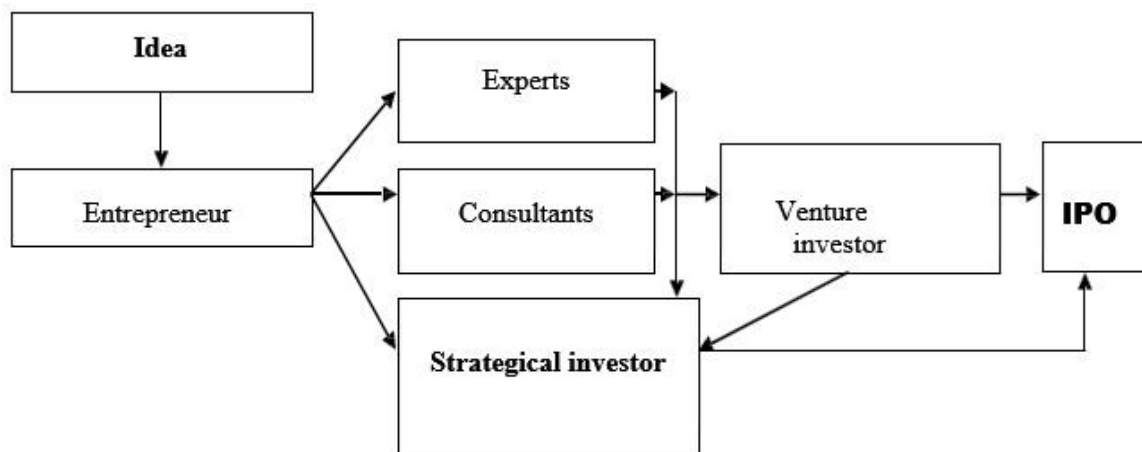 Idea
Experts
Entrepreneur
Consultants
Venture
investor
IPO
Strategical investor